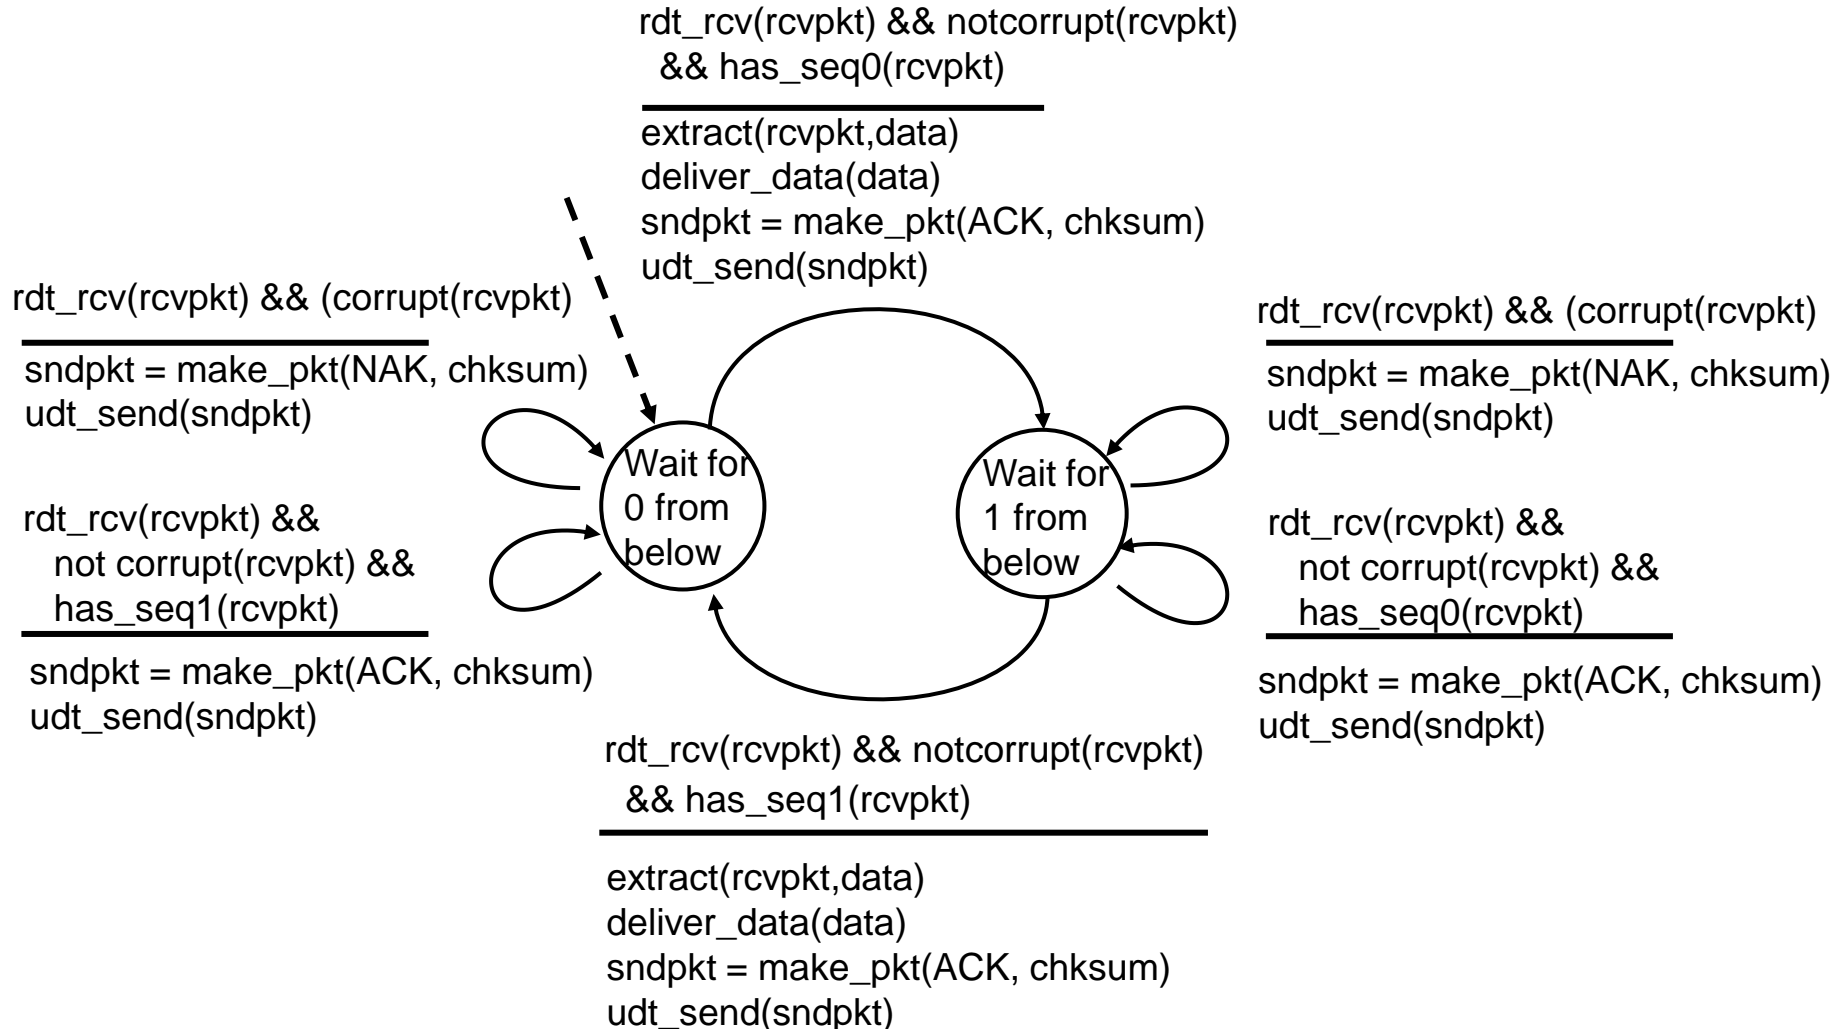 rdt_rcv(rcvpkt) && notcorrupt(rcvpkt)
&& has_seq0(rcvpkt)
extract(rcvpkt,data)
deliver_data(data)
sndpkt = make_pkt(ACK, chksum)
udt_send(sndpkt)
rdt_rcv(rcvpkt) && (corrupt(rcvpkt)
sndpkt = make_pkt(NAK, chksum)
udt_send(sndpkt)
rdt_rcv(rcvpkt) &&
not corrupt(rcvpkt) &&
has_seq1(rcvpkt)
sndpkt = make_pkt(ACK, chksum)
udt_send(sndpkt)
Wait for
0 from
below
Wait for
1 from
below
rdt_rcv(rcvpkt) && (corrupt(rcvpkt)
sndpkt = make_pkt(NAK, chksum)
udt_send(sndpkt)
rdt_rcv(rcvpkt) &&
not corrupt(rcvpkt) &&
has_seq0(rcvpkt)
sndpkt = make_pkt(ACK, chksum)
udt_send(sndpkt)
rdt_rcv(rcvpkt) && notcorrupt(rcvpkt)
&& has_seq1(rcvpkt)
extract(rcvpkt,data)
deliver_data(data)
sndpkt = make_pkt(ACK, chksum)
udt_send(sndpkt)